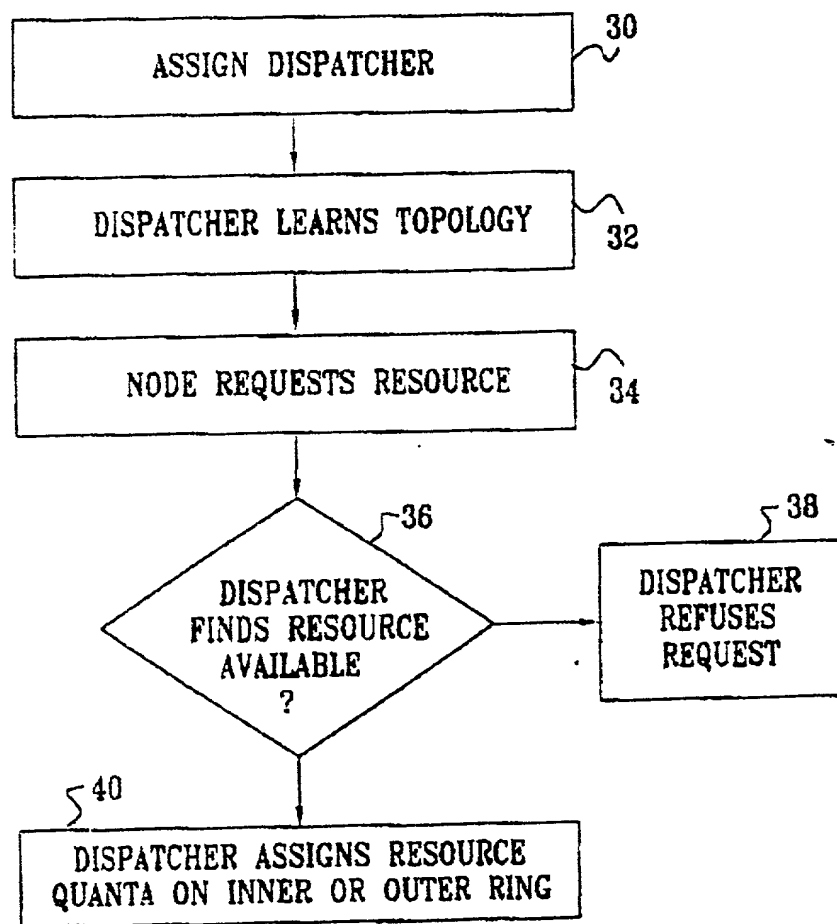 ASSIGN DISPATCHER
30
DISPATCHER LEARNS TOPOLOGY
32
NODE REQUESTS RESOURCE
34
36
DISPATCHER
FINDS RESOURCE
AVAILABLE
?
38
DISPATCHER
REFUSES
REQUEST
40
DISPATCHER ASSIGNS RESOURCE
QUANTA ON INNER OR OUTER RING